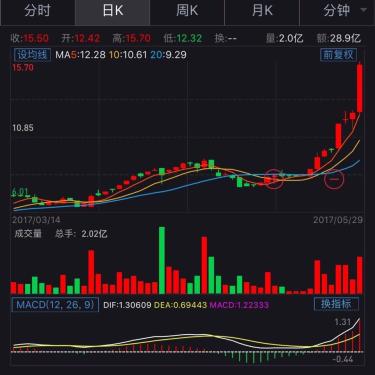 分时 日K 周K 月K 分钟
收:15.50 开:12.42 高:15.70 低:12.32 换:-- 量:2.0亿 额:28.9亿
设均线 MA5:12.28 10:10.61 20:9.29 前复权
15.70
10.85
6.01
2017/03/14 2017/05/29
成交量 总手: 2.02亿
MACD(12, 26, 9) DIF:1.30609 DEA:0.69443 MACD:1.22333 换指标
1.31
-0.44